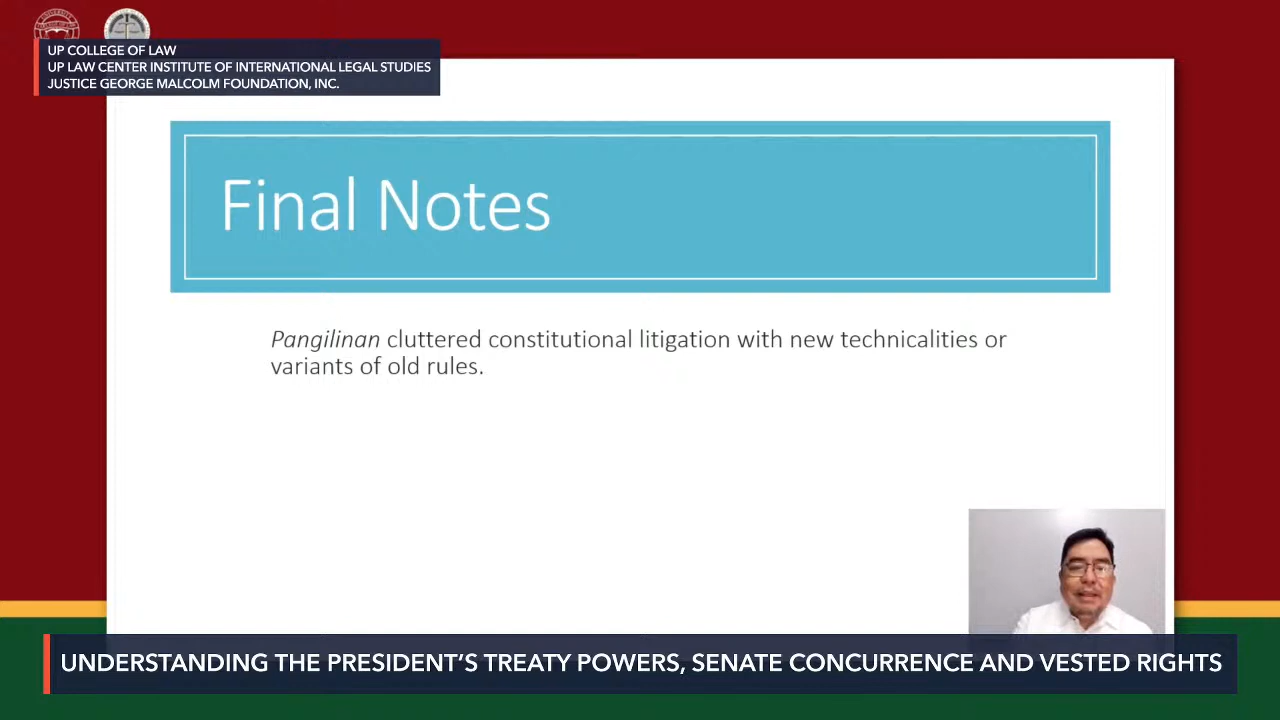 UP COLLEGE OF LAW
UP LAW CENTER INSTITUTE OF INTERNATIONAL LEGAL STUDIES
JUSTICE GEORGE MALCOLM FOUNDATION, INC.
Final Notes
Pangilinan cluttered constitutional litigation with new technicalities or
variants of old rules.
UNDERSTANDING THE PRESIDENT’S TREATY POWERS, SENATE CONCURRENCE AND VESTED RIGHTS